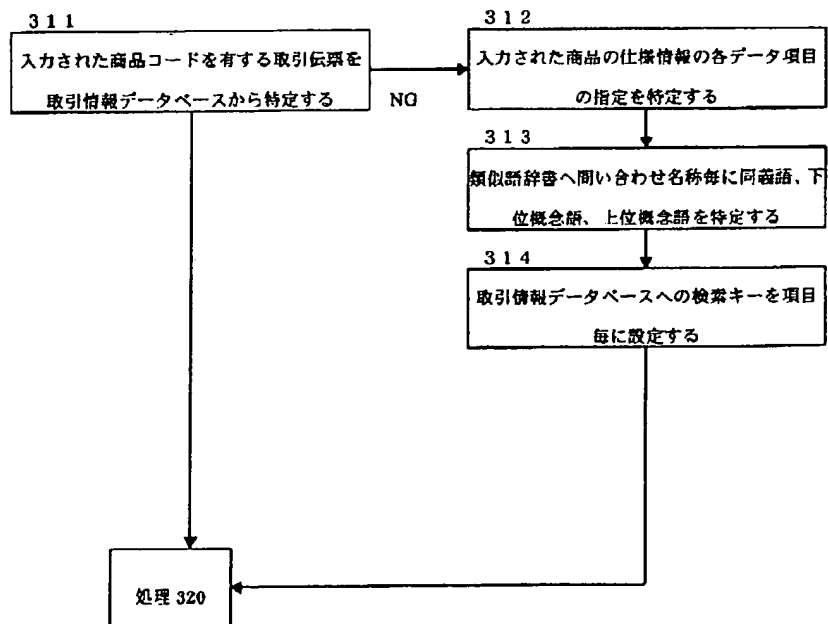 311
入力された商品コードを有する取引伝票を
取引情報データベースから特定する
NG
312
入力された商品の仕様情報の各データ項目
の指定を特定する
313
類似語辞書へ問い合わせ名称毎に同義語、下
位概念語、上位概念語を特定する
314
取引情報データベースへの検索キーを項目
毎に設定する
処理 320